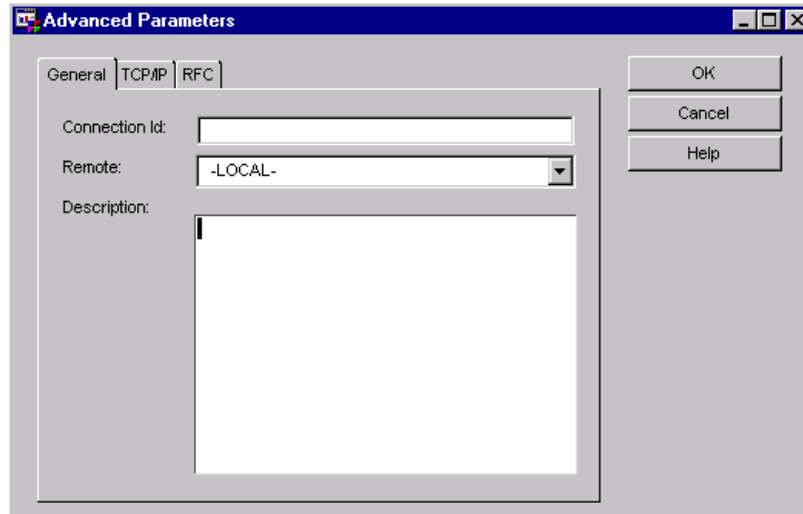 Advanced Parameters
General TCP/IP RFC
OK
Connection Id:
Cancel
Remote: -LOCAL-
Help
Description: